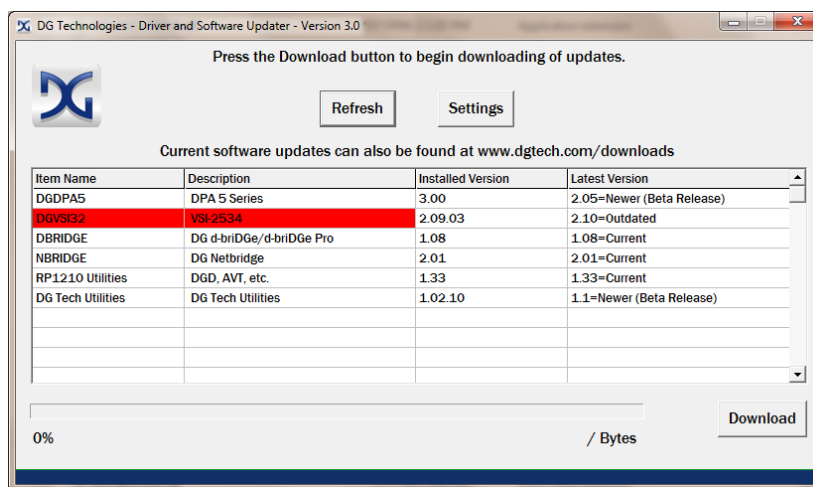 DG Technologies - Driver and Software Updater - Version 3.0
Press the Download button to begin downloading of updates.
DG
Refresh Settings
Current software updates can also be found at www.dgtech.com/downloads
Item Name Description Installed Version Latest Version
DGDPA5 DPA 5 Series 3.00 2.05=Newer (Beta Release)
DGVSI32 VSI-2534 2.09.03 2.10=Outdated
DBRIDGE DG d-briDGe/d-briDGe Pro 1.08 1.08=Current
NBRIDGE DG Netbridge 2.01 2.01=Current
RP1210 Utilities DGD, AVT, etc. 1.33 1.33=Current
DG Tech Utilities DG Tech Utilities 1.02.10 1.1=Newer (Beta Release)
Download
0% / Bytes